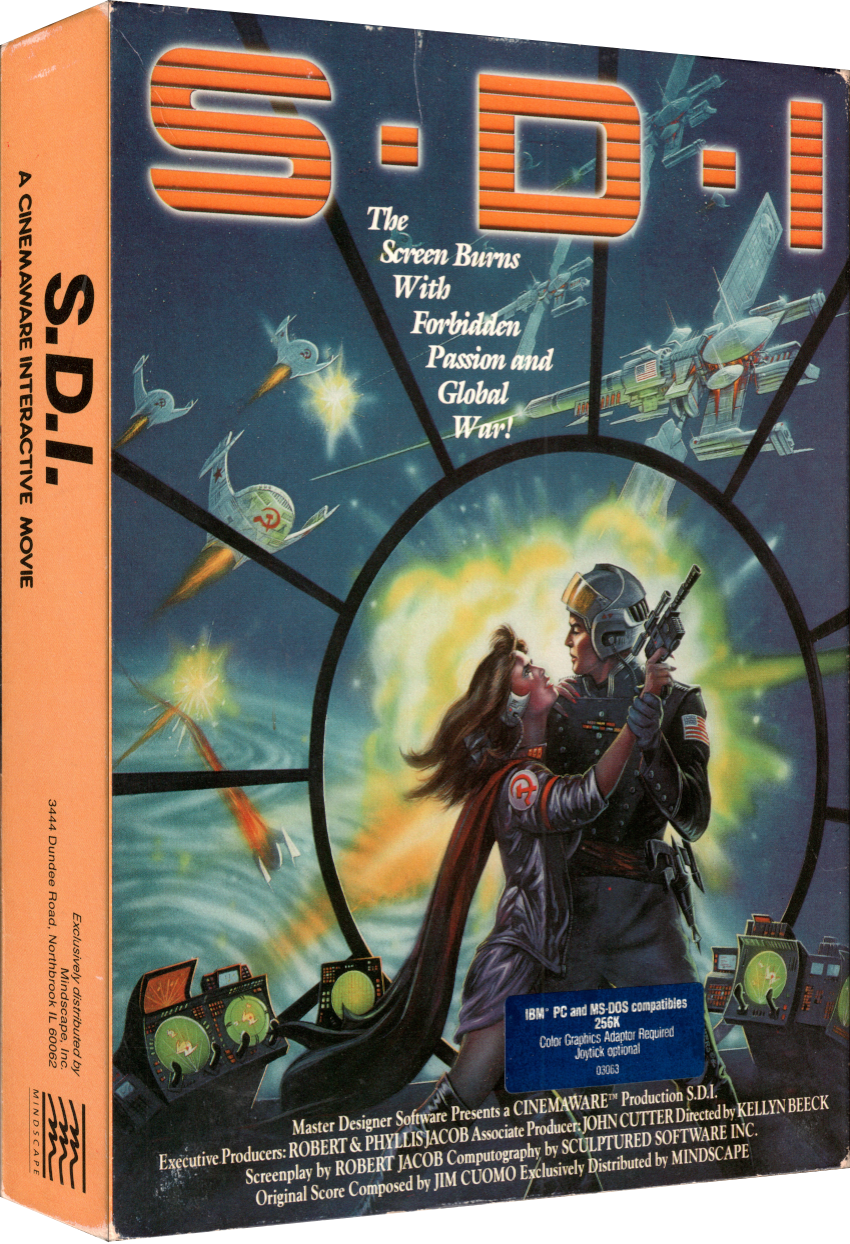 S.D.I.
A CINEMAWARE INTERACTIVE MOVIE
Exclusively distributed by
Mindscape, Inc.
3444 Dundee Road, Northbrook IL 60062
MINDSCAPE
S·D·I
The
Screen Burns
With
Forbidden
Passion and
Global
War!
IBM® PC and MS-DOS compatibles
256K
Color Graphics Adaptor Required
Joytick optional
03063
Master Designer Software Presents a CINEMAWARE™ Production S.D.I.
Executive Producers: ROBERT & PHYLLIS JACOB Associate Producer: JOHN CUTTER Directed by KELLYN BEECK
Screenplay by ROBERT JACOB Computography by SCULPTURED SOFTWARE INC.
Original Score Composed by JIM CUOMO Exclusively Distributed by MINDSCAPE